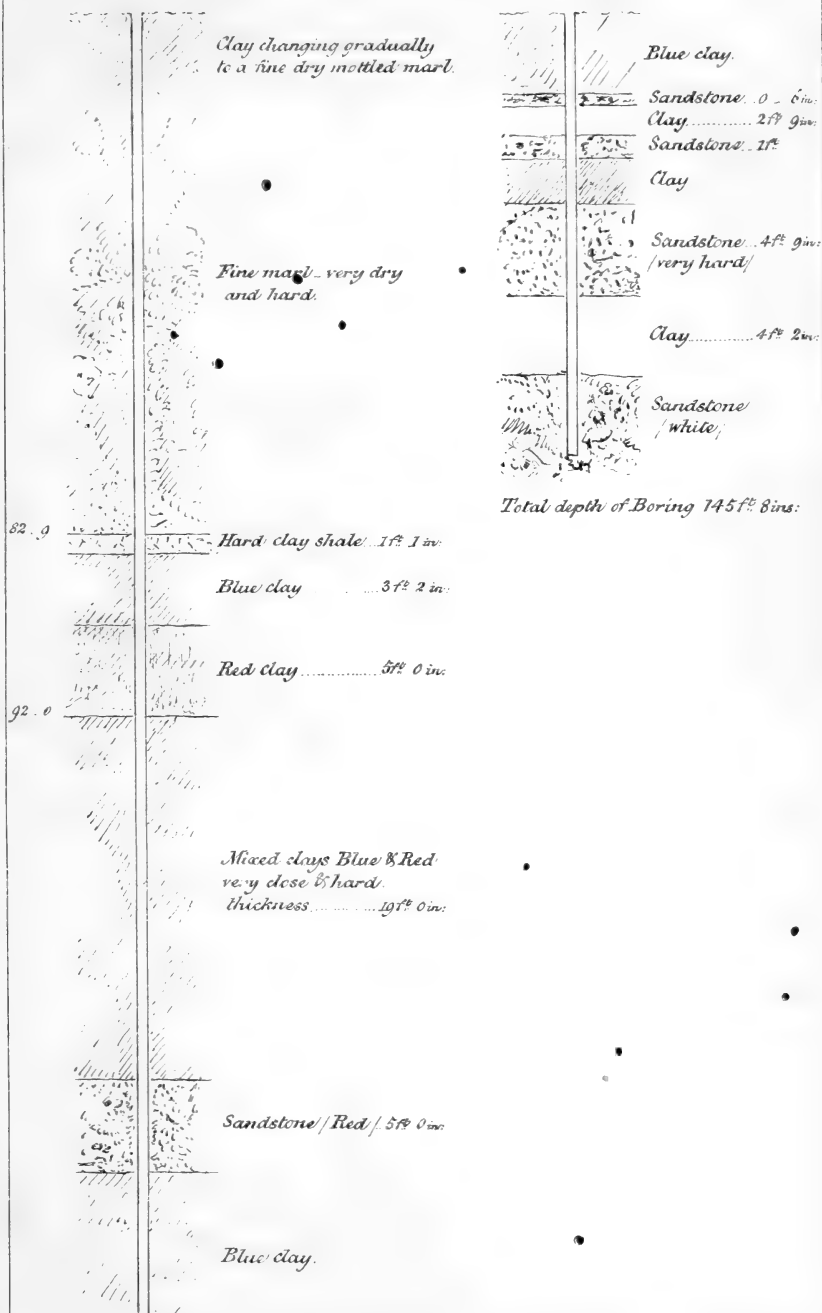 Clay changing gradually
to a fine dry mottled marl.
Fine marl very dry
and hard.
82.9
Hard clay shale 1ft 1 in:
Blue clay ..... 3ft 2 in:
Red clay ............ 5ft 0 in:
92.0
Mixed clays Blue & Red
very close & hard.
thickness ............ 19ft 0 in:
Sandstone /Red/ 5ft 0 in:
Blue clay.
Blue clay.
Sandstone .. 0 - 6 in:
Clay ............ 2ft 9 in:
Sandstone .. 1ft
Clay
Sandstone ... 4ft 9 in:
/very hard/
Clay ............ 4ft 2 in:
Sandstone
/white/
Total depth of Boring 145ft 8 ins: